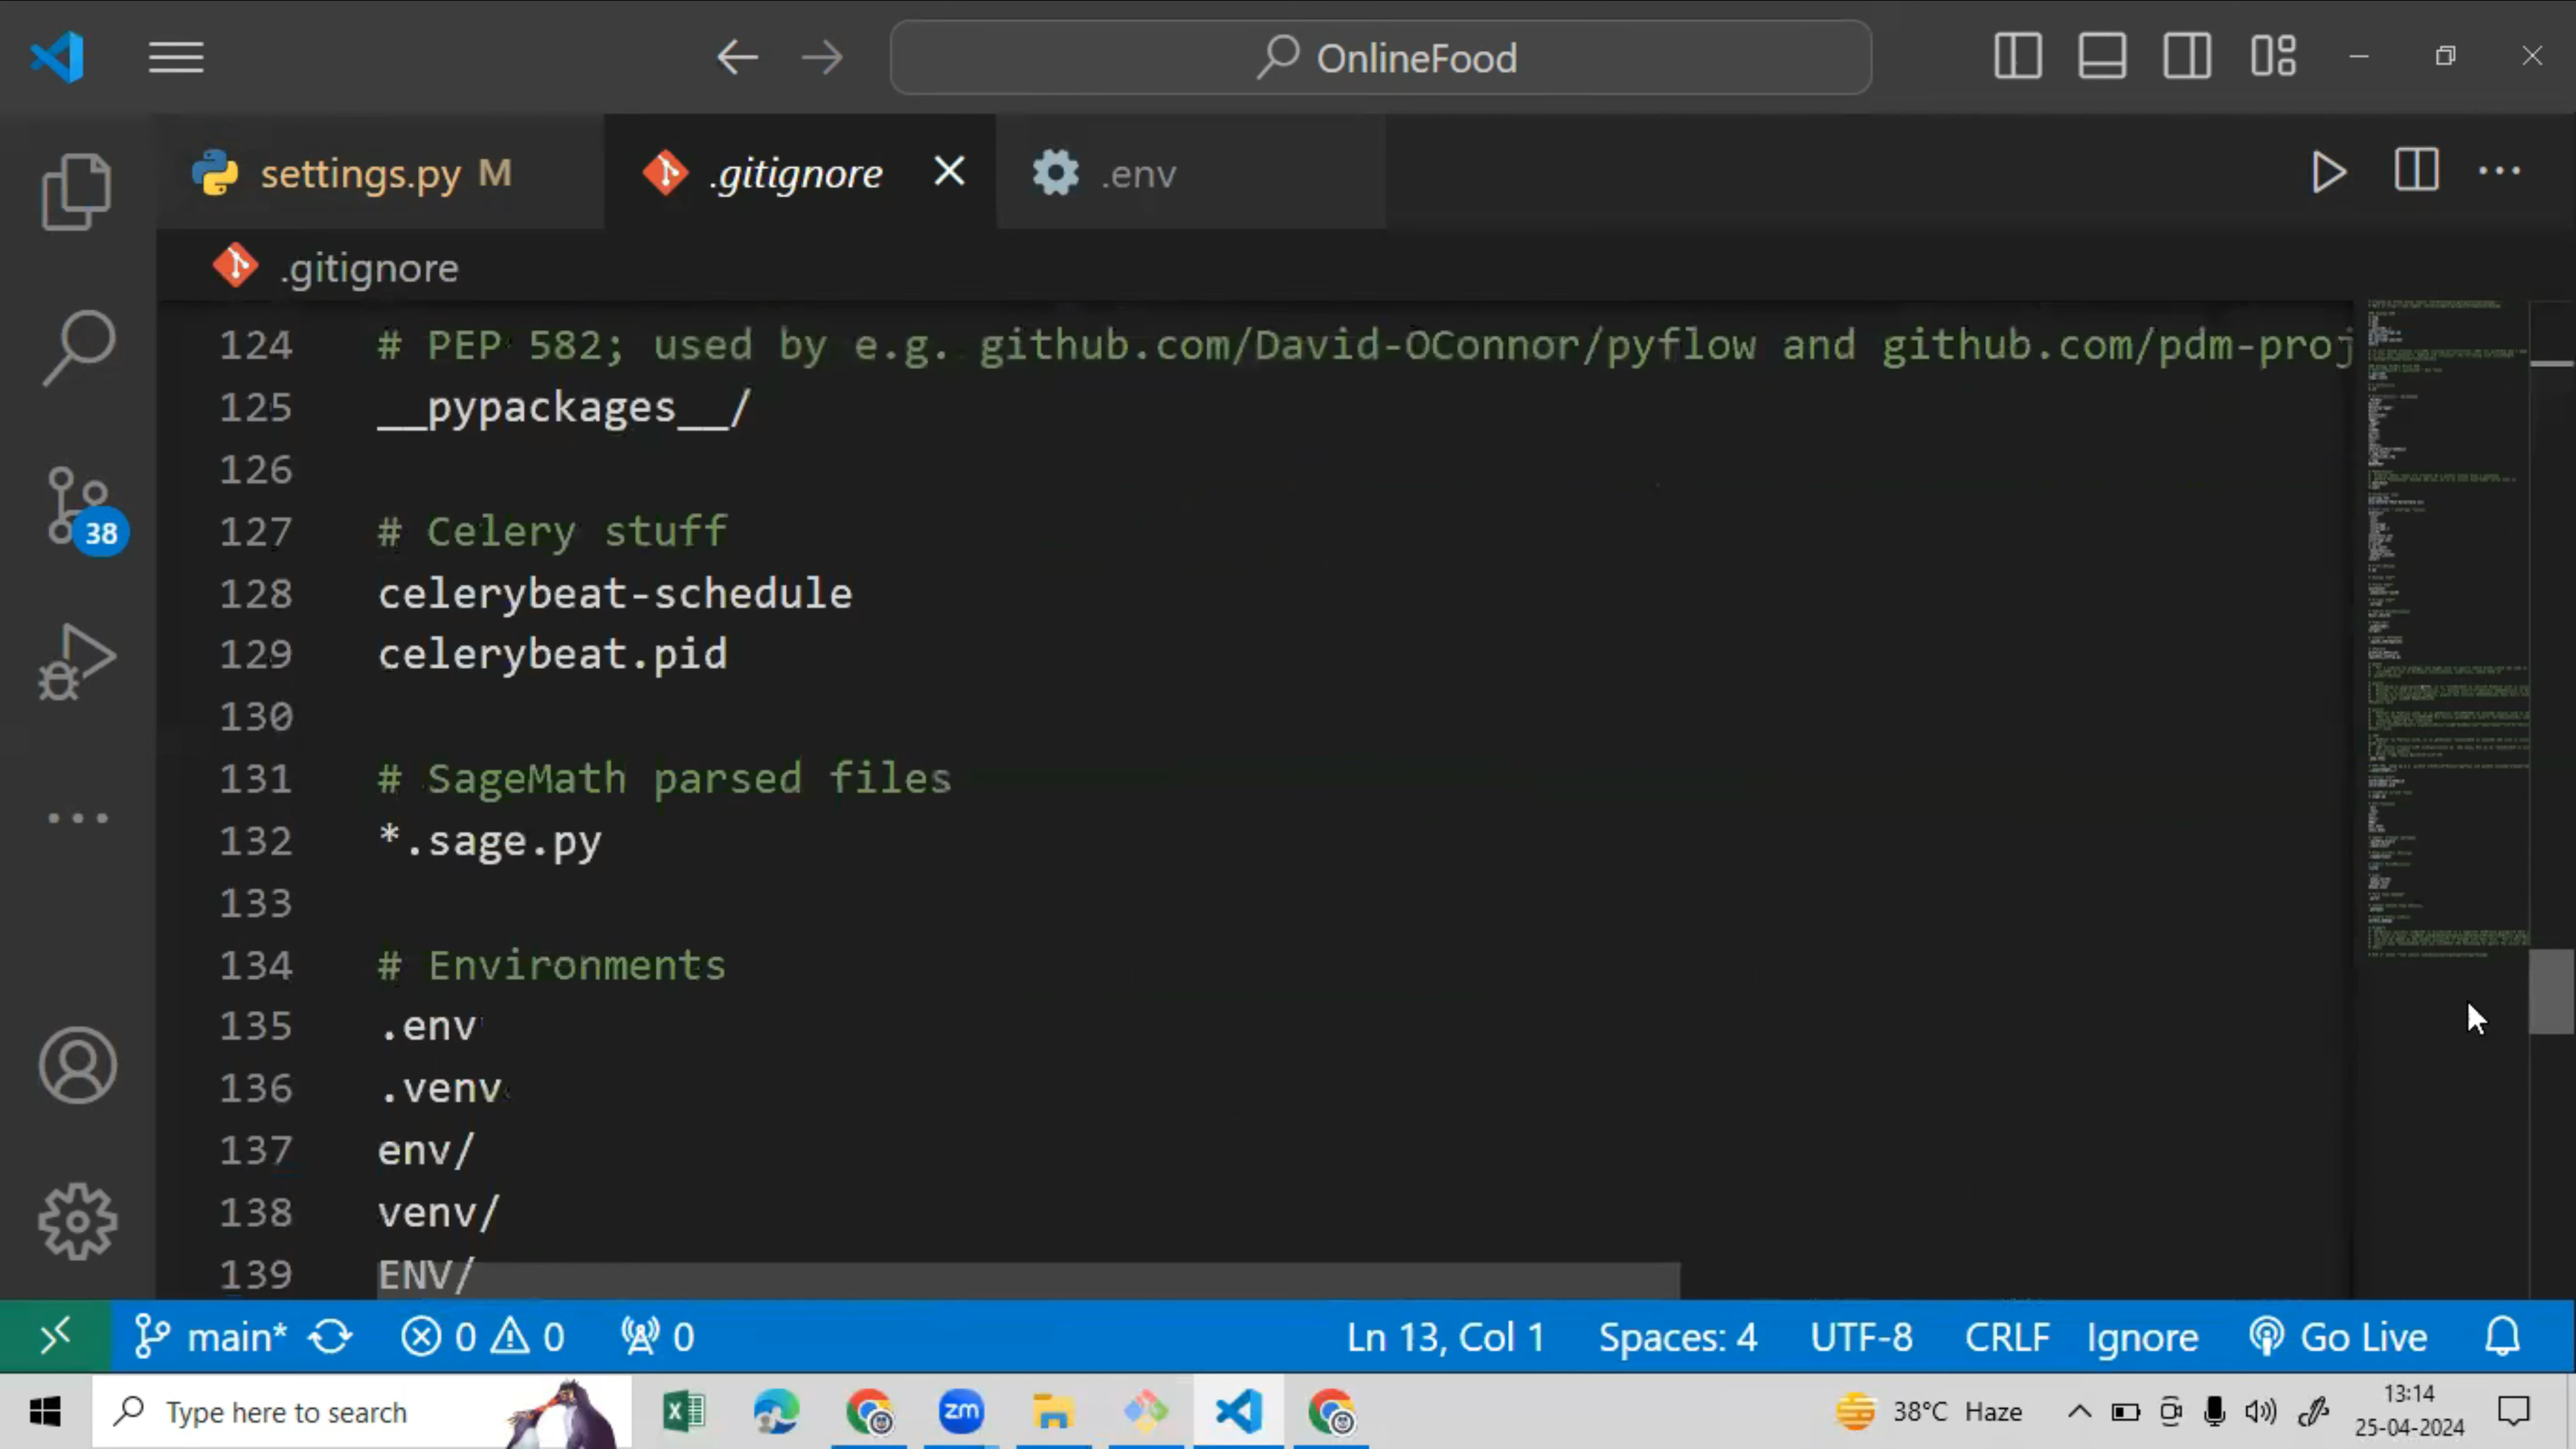 OnlineFood
settings.py M
.gitignore
.env
.gitignore
124 # PEP 582; used by e.g. github.com/David-OConnor/pyflow and github.com/pdm-proj
125 __pypackages__/
126
127 # Celery stuff
128 celerybeat-schedule
129 celerybeat.pid
130
131 # SageMath parsed files
132 *.sage.py
133
134 # Environments
135 .env
136 .venv
137 env/
138 venv/
139 ENV/
38
main* 0 0 0 Ln 13, Col 1 Spaces: 4 UTF-8 CRLF Ignore Go Live
Type here to search
zm
38°C Haze
13:14
25-04-2024